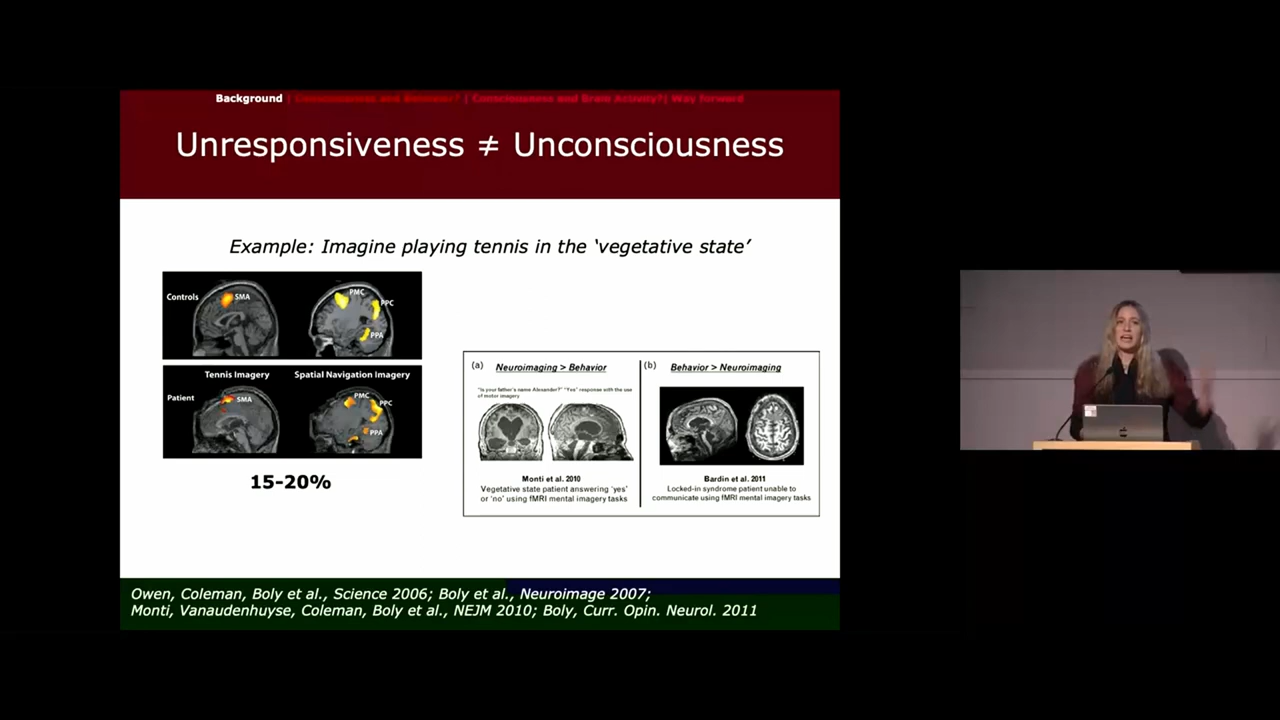 Background | Consciousness and Behavior? | Consciousness and Brain Activity?| Way forward
Unresponsiveness ≠ Unconsciousness
Example: Imagine playing tennis in the ‘vegetative state’
Controls
SMA
PMC
PPC
PPA
Tennis Imagery
Spatial Navigation Imagery
Patient
SMA
PMC
PPC
PPA
15-20%
(a) Neuroimaging > Behavior
"Is your father's name Alexander?" "Yes" response with the use
of motor imagery
Monti et al. 2010
Vegetative state patient answering ‘yes’
or ‘no’ using fMRI mental imagery tasks
(b) Behavior > Neuroimaging
Bardin et al. 2011
Locked-in syndrome patient unable to
communicate using fMRI mental imagery tasks
Owen, Coleman, Boly et al., Science 2006; Boly et al., Neuroimage 2007;
Monti, Vanaudenhuyse, Coleman, Boly et al., NEJM 2010; Boly, Curr. Opin. Neurol. 2011